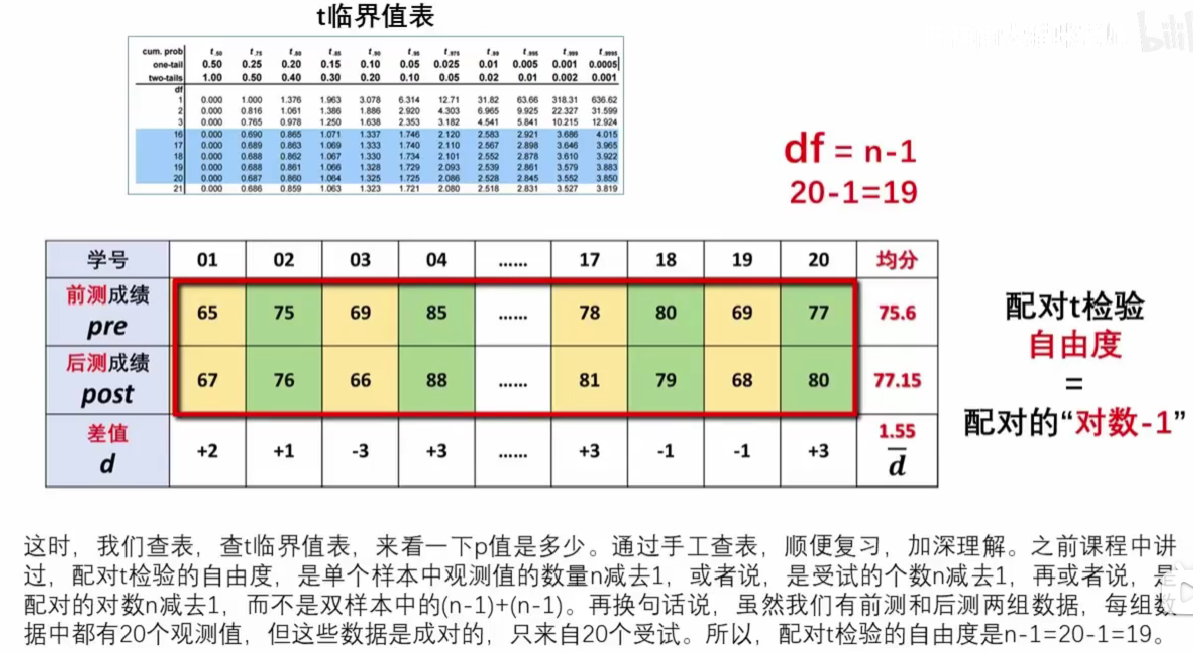 t临界值表
cum. prob t.50 t.75 t.80 t.85 t.90 t.95 t.975 t.99 t.995 t.999 t.9995
one-tail 0.50 0.25 0.20 0.15 0.10 0.05 0.025 0.01 0.005 0.001 0.0005
two-tails 1.00 0.50 0.40 0.30 0.20 0.10 0.05 0.02 0.01 0.002 0.001
df
1 0.000 1.000 1.376 1.963 3.078 6.314 12.71 31.82 63.66 318.31 636.62
2 0.000 0.816 1.061 1.386 1.886 2.920 4.303 6.965 9.925 22.327 31.599
3 0.000 0.765 0.978 1.250 1.638 2.353 3.182 4.541 5.841 10.215 12.924
16 0.000 0.690 0.865 1.071 1.337 1.746 2.120 2.583 2.921 3.686 4.015
17 0.000 0.689 0.863 1.069 1.333 1.740 2.110 2.567 2.898 3.646 3.965
18 0.000 0.688 0.862 1.067 1.330 1.734 2.101 2.552 2.878 3.610 3.922
19 0.000 0.688 0.861 1.066 1.328 1.729 2.093 2.539 2.861 3.579 3.883
20 0.000 0.687 0.860 1.064 1.325 1.725 2.086 2.528 2.845 3.552 3.850
21 0.000 0.686 0.859 1.063 1.323 1.721 2.080 2.518 2.831 3.527 3.819
df = n-1
20-1=19
学号 01 02 03 04 ...... 17 18 19 20 均分
前测成绩
pre 65 75 69 85 ...... 78 80 69 77 75.6
后测成绩
post 67 76 66 88 ...... 81 79 68 80 77.15
差值 1.55
d +2 +1 -3 +3 ...... +3 -1 -1 +3 d̅
配对t检验
自由度
=
配对的“对数-1”
这时，我们查表，查t临界值表，来看一下p值是多少。通过手工查表，顺便复习，加深理解。之前课程中讲
过，配对t检验的自由度，是单个样本中观测值的数量n减去1，或者说，是受试的个数n减去1，再或者说，是
配对的对数n减去1，而不是双样本中的(n-1)+(n-1)。再换句话说，虽然我们有前测和后测两组数据，每组数
据中都有20个观测值，但这些数据是成对的，只来自20个受试。所以，配对t检验的自由度是n-1=20-1=19。